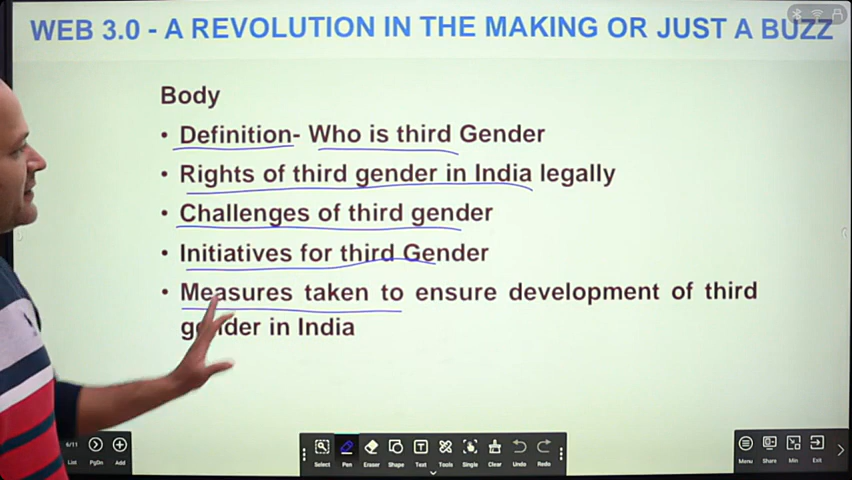 WEB 3.0 - A REVOLUTION IN THE MAKING OR JUST A BUZZ
Body
• Definition- Who is third Gender
• Rights of third gender in India legally
• Challenges of third gender
• Initiatives for third Gender
• Measures taken to ensure development of third
gender in India
6/11
List PgDn Add
Select Pen Eraser Shape Text Tools Single Clear Undo Redo
Menu Share Min Exit